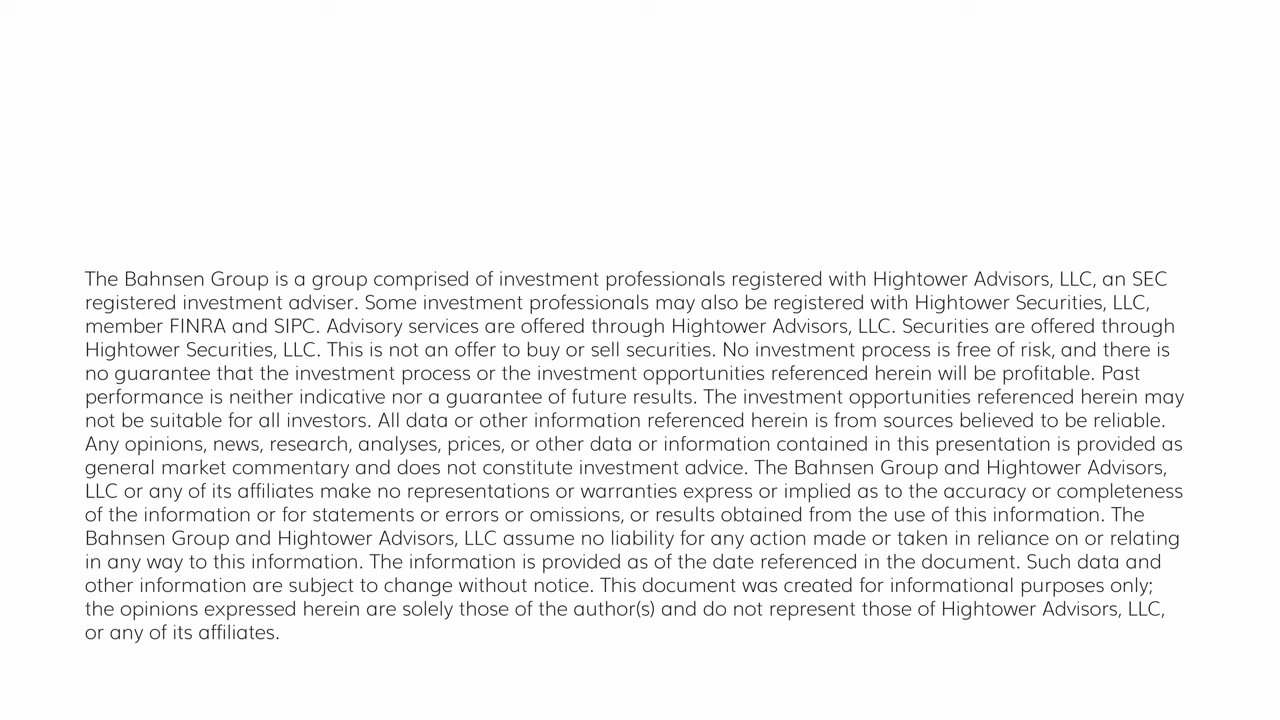 The Bahnsen Group is a group comprised of investment professionals registered with Hightower Advisors, LLC, an SEC
registered investment adviser. Some investment professionals may also be registered with Hightower Securities, LLC,
member FINRA and SIPC. Advisory services are offered through Hightower Advisors, LLC. Securities are offered through
Hightower Securities, LLC. This is not an offer to buy or sell securities. No investment process is free of risk, and there is
no guarantee that the investment process or the investment opportunities referenced herein will be profitable. Past
performance is neither indicative nor a guarantee of future results. The investment opportunities referenced herein may
not be suitable for all investors. All data or other information referenced herein is from sources believed to be reliable.
Any opinions, news, research, analyses, prices, or other data or information contained in this presentation is provided as
general market commentary and does not constitute investment advice. The Bahnsen Group and Hightower Advisors,
LLC or any of its affiliates make no representations or warranties express or implied as to the accuracy or completeness
of the information or for statements or errors or omissions, or results obtained from the use of this information. The
Bahnsen Group and Hightower Advisors, LLC assume no liability for any action made or taken in reliance on or relating
in any way to this information. The information is provided as of the date referenced in the document. Such data and
other information are subject to change without notice. This document was created for informational purposes only;
the opinions expressed herein are solely those of the author(s) and do not represent those of Hightower Advisors, LLC,
or any of its affiliates.